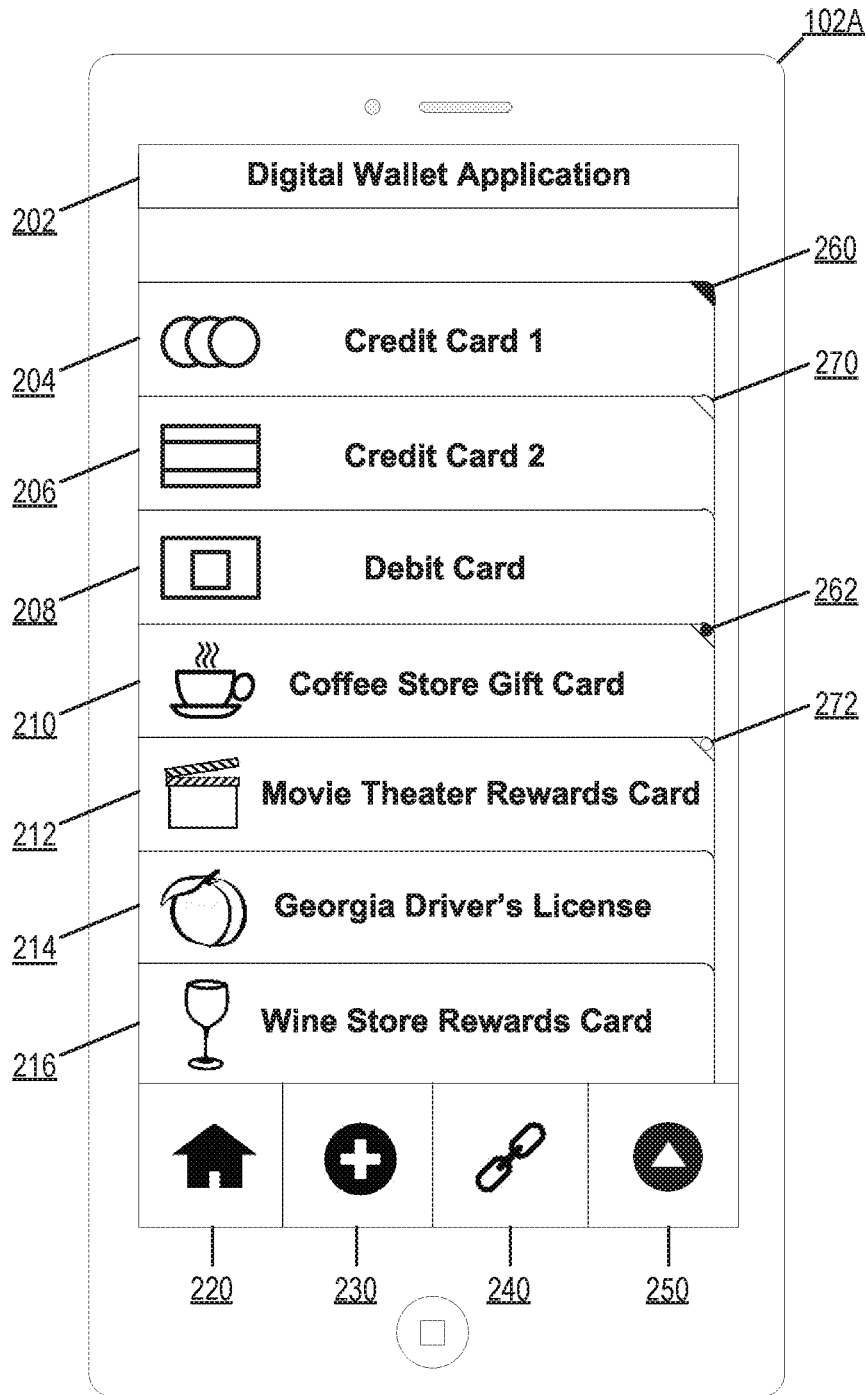 102A
Digital Wallet Application
202
260
204
Credit Card 1
270
206
Credit Card 2
208
Debit Card
262
210
Coffee Store Gift Card
272
212
Movie Theater Rewards Card
214
Georgia Driver's License
216
Wine Store Rewards Card
220 230 240 250